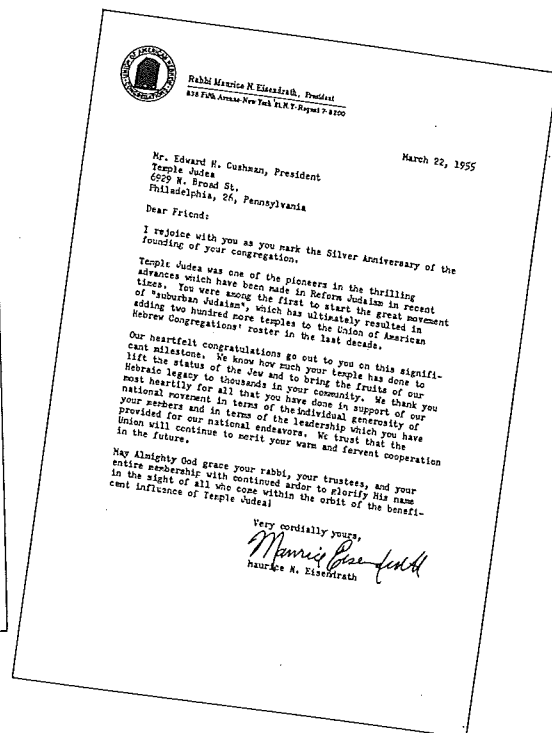 UNION OF AMERICAN HEBREW CONGREGATIONS
Rabbi Maurice N. Eisendrath, President
838 Fifth Avenue-New York 21, N.Y.-Regent 7-8200
March 22, 1955
Mr. Edward H. Cushman, President
Temple Judea
6929 N. Broad St.
Philadelphia, 26, Pennsylvania
Dear Friend:
I rejoice with you as you mark the Silver Anniversary of the
founding of your congregation.
Temple Judea was one of the pioneers in the thrilling
advances which have been made in Reform Judaism in recent
times. You were among the first to start the great movement
of "suburban Judaism", which has ultimately resulted in
adding two hundred more temples to the Union of American
Hebrew Congregations' roster in the last decade.
Our heartfelt congratulations go out to you on this signifi-
cant milestone. We know how much your temple has done to
lift the status of the Jew and to bring the fruits of our
Hebraic legacy to thousands in your community. We thank you
most heartily for all that you have done in support of our
national movement in terms of the individual generosity of
your members and in terms of the leadership which you have
provided for our national endeavors. We trust that the
Union will continue to merit your warm and fervent cooperation
in the future.
May Almighty God grace your rabbi, your trustees, and your
entire membership with continued ardor to glorify His name
in the sight of all who come within the orbit of the benefi-
cent influence of Temple Judea!
Very cordially yours,
Maurice Eisendrath
Maurice N. Eisendrath